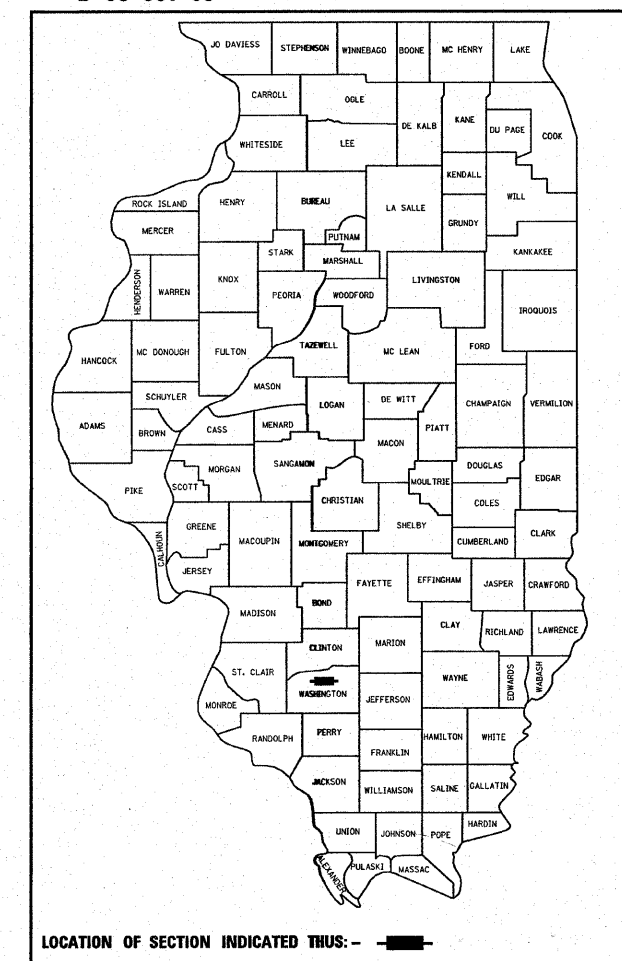 JO DAVIESS
STEPHENSON
WINNEBAGO
BOONE
MC HENRY
LAKE
CARROLL
OGLE
DE KALB
KANE
DU PAGE
COOK
WHITESIDE
LEE
KENDALL
WILL
ROCK ISLAND
HENRY
BUREAU
LA SALLE
GRUNDY
MERCER
PUTNAM
STARK
MARSHALL
KANKAKEE
HENDERSON
WARREN
KNOX
PEORIA
WOODFORD
LIVINGSTON
IROQUOIS
HANCOCK
MC DONOUGH
FULTON
TAZEWELL
MC LEAN
FORD
MASON
SCHUYLER
LOGAN
DE WITT
CHAMPAIGN
VERMILION
ADAMS
BROWN
CASS
MENARD
PIATT
MACON
MORGAN
SANGAMON
DOUGLAS
EDGAR
PIKE
SCOTT
CHRISTIAN
MOULTRIE
COLES
GREENE
MACOUPIN
MONTGOMERY
SHELBY
CUMBERLAND
CLARK
CALHOUN
JERSEY
FAYETTE
EFFINGHAM
JASPER
CRAWFORD
MADISON
BOND
CLAY
RICHLAND
LAWRENCE
CLINTON
MARION
ST. CLAIR
WASHINGTON
WAYNE
EDWARDS
WABASH
MONROE
JEFFERSON
RANDOLPH
PERRY
HAMILTON
WHITE
FRANKLIN
JACKSON
WILLIAMSON
SALINE
GALLATIN
UNION
JOHNSON
POPE
HARDIN
ALEXANDER
PULASKI
MASSAC
LOCATION OF SECTION INDICATED THUS: -